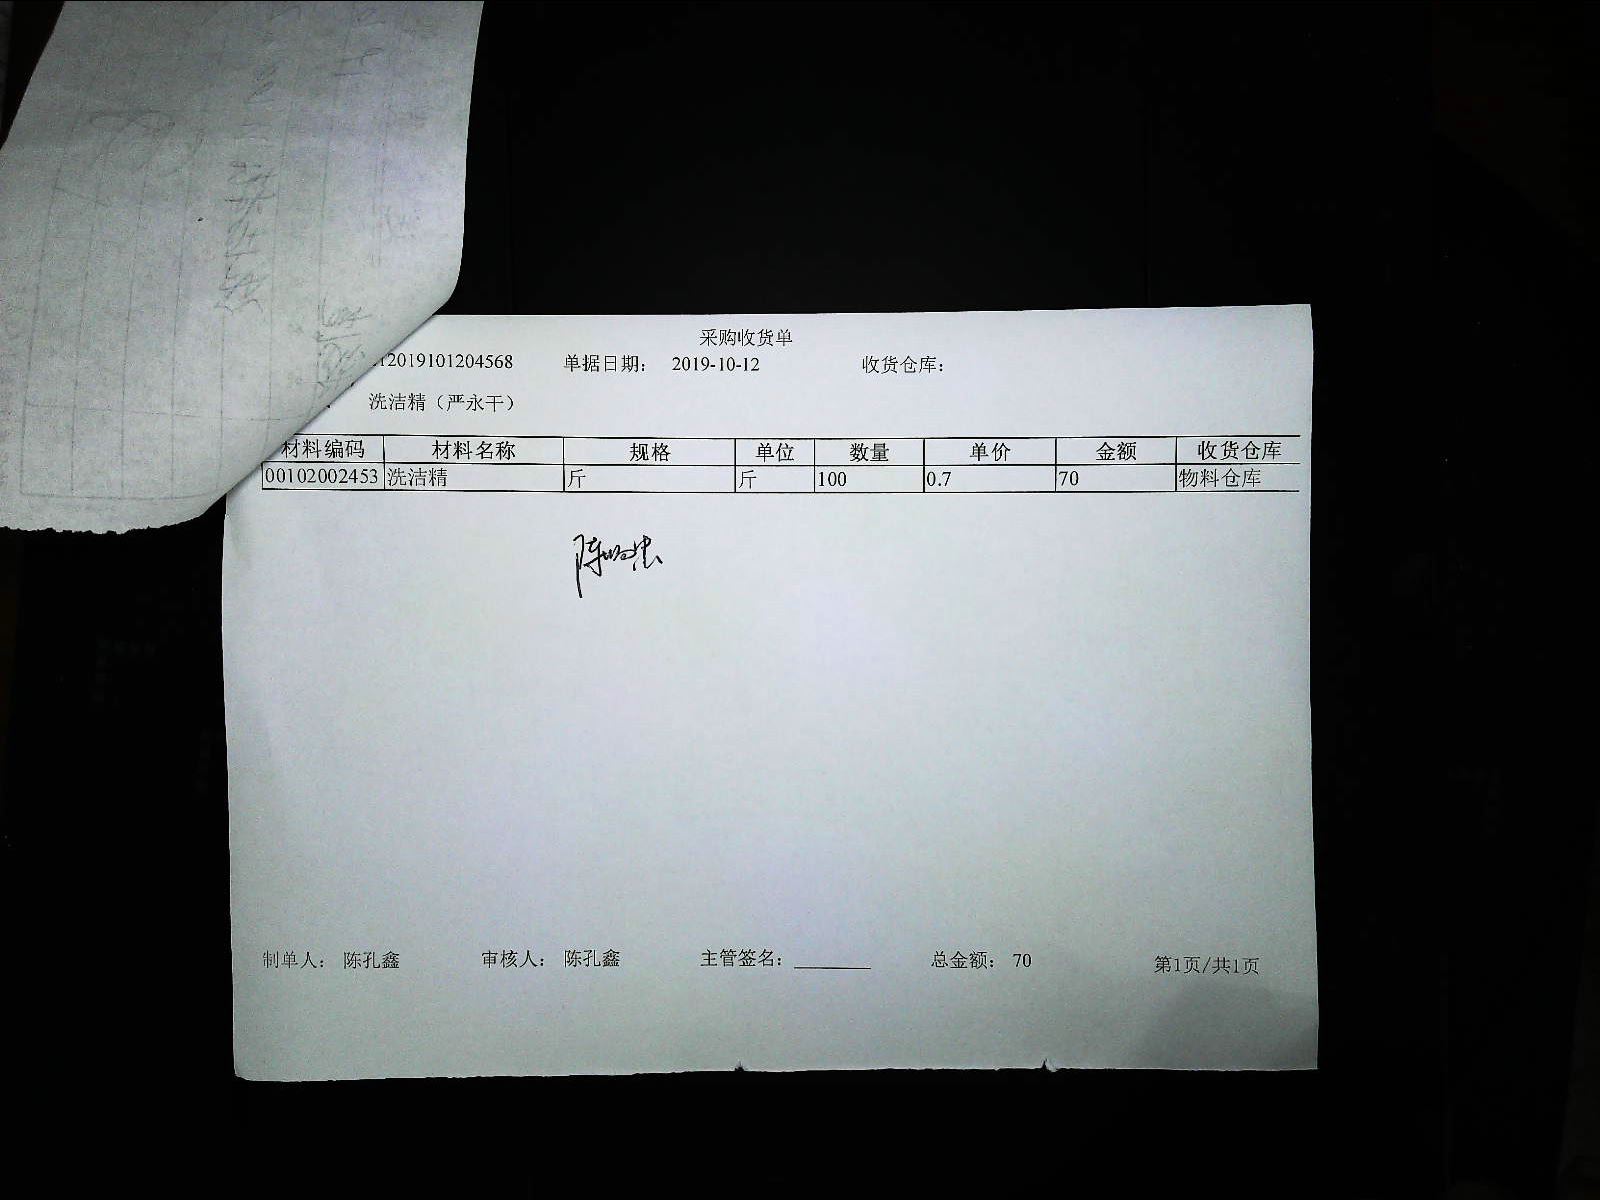 采购收货单
12019101204568 单据日期: 2019-10-12 收货仓库:
洗洁精（严永干）
材料编码 材料名称 规格 单位 数量 单价 金额 收货仓库
00102002453 洗洁精 斤 斤 100 0.7 70 物料仓库
制单人: 陈孔鑫 审核人: 陈孔鑫 主管签名: 总金额: 70 第1页/共1页